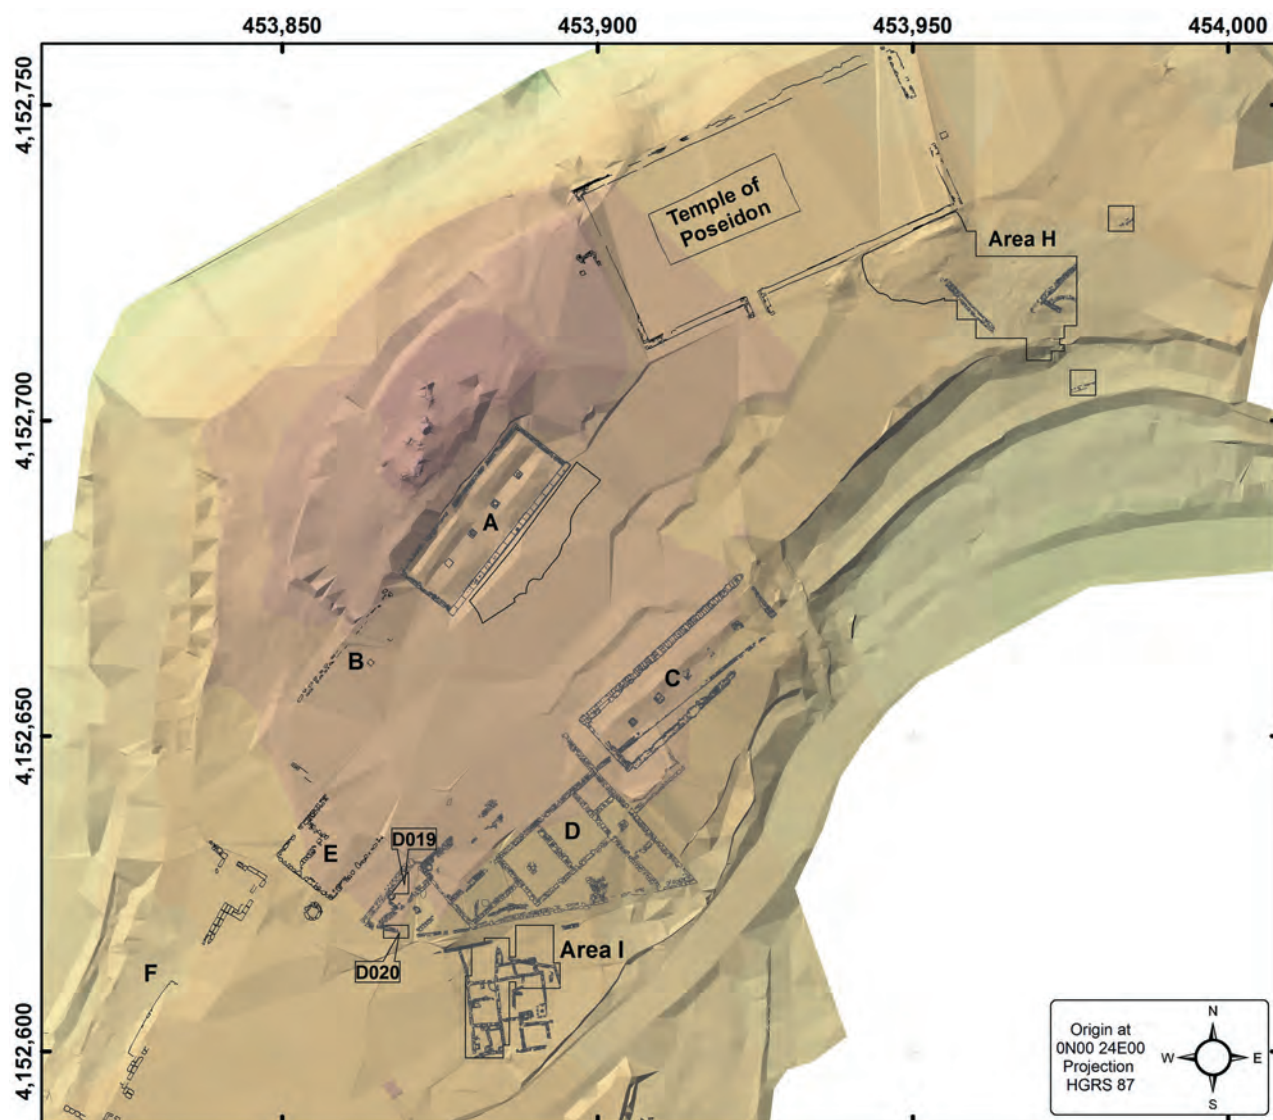 453,850 453,900 453,950 454,000
4,152,750
4,152,700
4,152,650
4,152,600
Temple of
Poseidon
Area H
A
B
C
D
E
D019
Area I
D020
F
Origin at
0N00 24E00
Projection
HGRS 87
N
W E
S